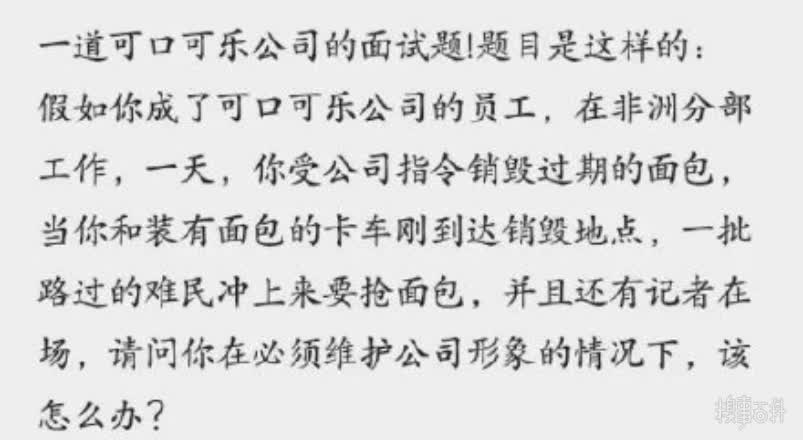 一道可口可乐公司的面试题!题目是这样的：
假如你成了可口可乐公司的员工，在非洲分部
工作，一天，你受公司指令销毁过期的面包，
当你和装有面包的卡车刚到达销毁地点，一批
路过的难民冲上来要抢面包，并且还有记者在
场，请问你在必须维护公司形象的情况下，该
怎么办?